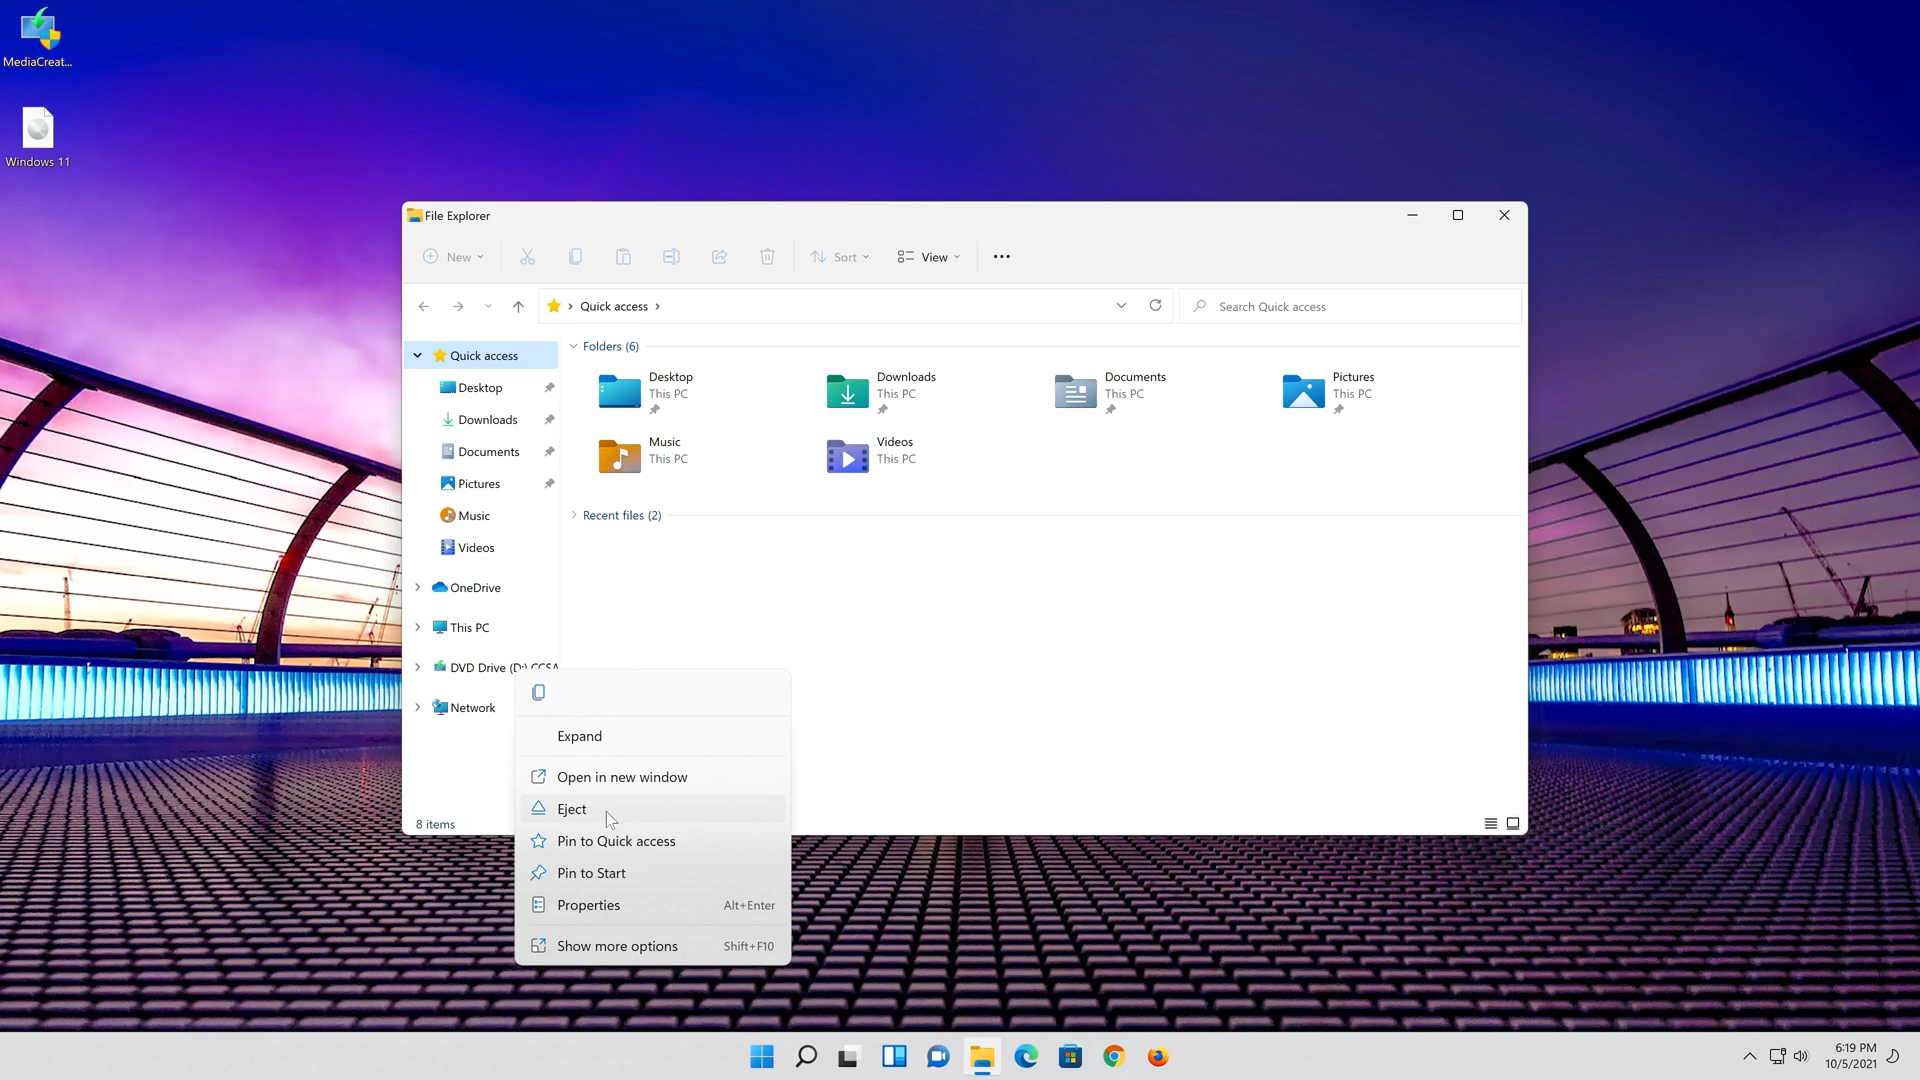 MediaCreat...
Windows 11
File Explorer
New
Sort
View
Quick access
Search Quick access
Quick access
Desktop
Downloads
Documents
Pictures
Music
Videos
OneDrive
This PC
DVD Drive (D:) CCSA
Network
Folders (6)
Desktop
This PC
Downloads
This PC
Documents
This PC
Pictures
This PC
Music
This PC
Videos
This PC
Recent files (2)
Expand
Open in new window
Eject
Pin to Quick access
Pin to Start
Properties Alt+Enter
Show more options Shift+F10
8 items
6:19 PM
10/5/2021